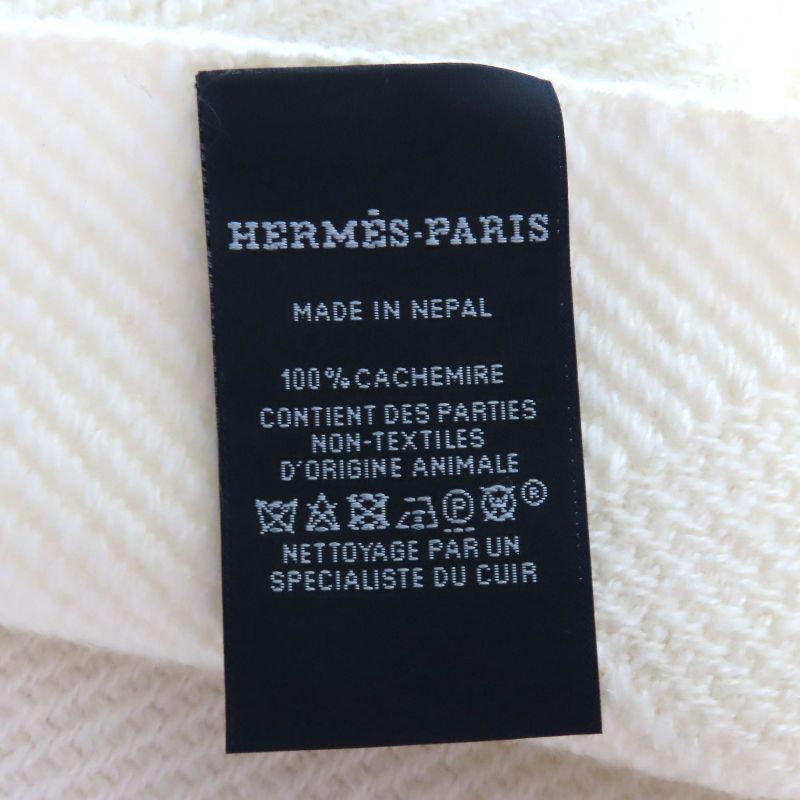 HERMÈS-PARIS
MADE IN NEPAL
100% CACHEMIRE
CONTIENT DES PARTIES
NON-TEXTILES
D'ORIGINE ANIMALE
P ®
NETTOYAGE PAR UN
SPECIALISTE DU CUIR